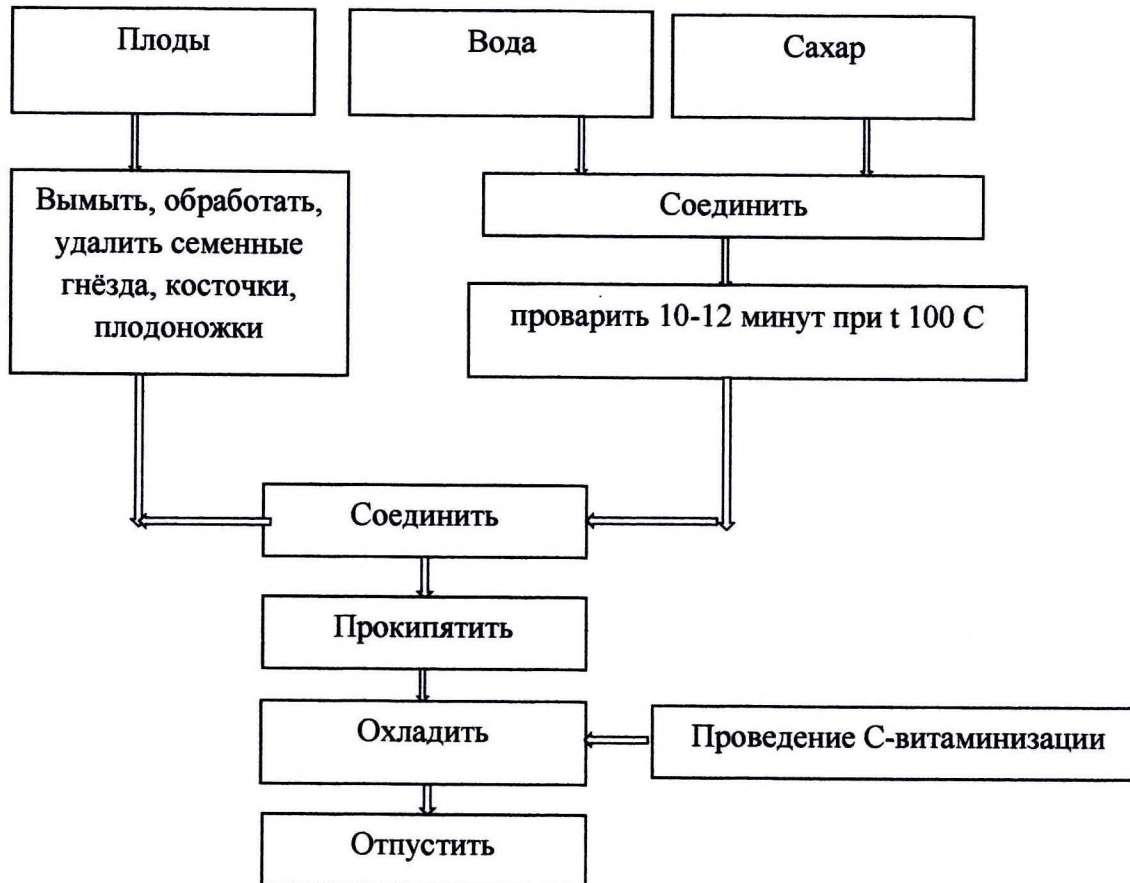 Плоды
Вода
Сахар
Вымыть, обработать,
удалить семенные
гнёзда, косточки,
плодоножки
Соединить
проварить 10-12 минут при t 100 С
Соединить
Прокипятить
Охладить
Проведение С-витаминизации
Отпустить